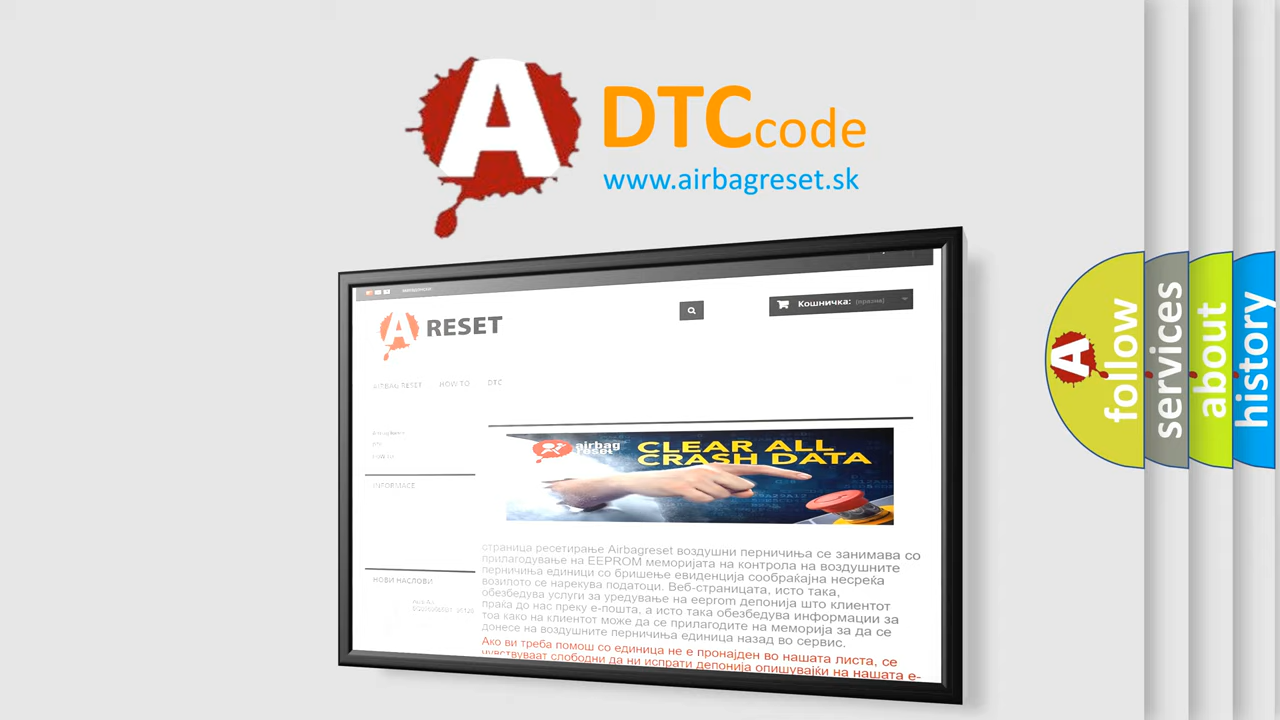 A
DTC code
www.airbagreset.sk
A RESET
Кошничка: (празна)
AIRBAG RESET HOW TO DTC
INFORMACE
airbag reset
CLEAR ALL
CRASH DATA
страница ресетирање Airbagreset воздушни перничиња се занимава со
прилагодување на EEPROM меморијата на контрола на воздушните
перничиња единици со бришење евиденција сообраќајна несреќа
возилото се нарекува податоци. Веб-страницата, исто така,
обезбедува услуги за уредување на eeprom депонија што клиентот
праќа до нас преку е-пошта, а исто така обезбедува информации за
тоа како на клиентот може да се прилагодите на меморија за да се
донесе на воздушните перничиња единица назад во сервис.
Ако ви треба помош со единица не е пронајден во нашата листа, се
чувствуваат слободни да ни испрати депонија опишувајќи на нашата е-
НОВИ НАСЛОВИ
A
follow
services
about
history